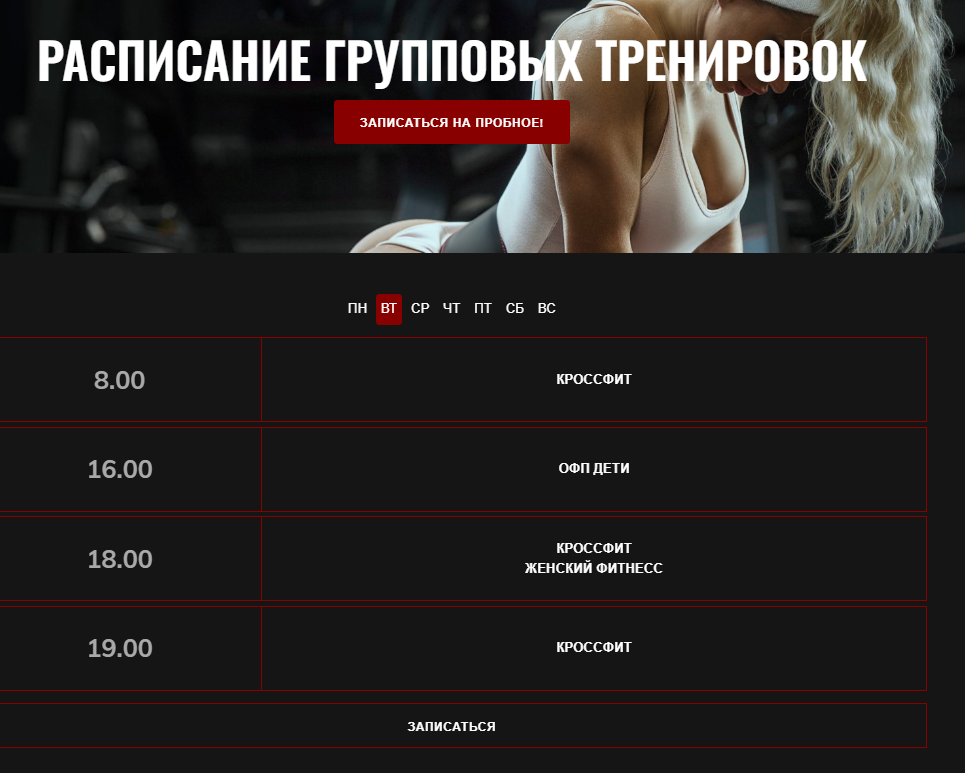 РАСПИСАНИЕ ГРУППОВЫХ ТРЕНИРОВОК
ЗАПИСАТЬСЯ НА ПРОБНОЕ!
ПН ВТ СР ЧТ ПТ СБ ВС
8.00 КРОССФИТ
16.00 ОФП ДЕТИ
18.00 КРОССФИТ
ЖЕНСКИЙ ФИТНЕСС
19.00 КРОССФИТ
ЗАПИСАТЬСЯ